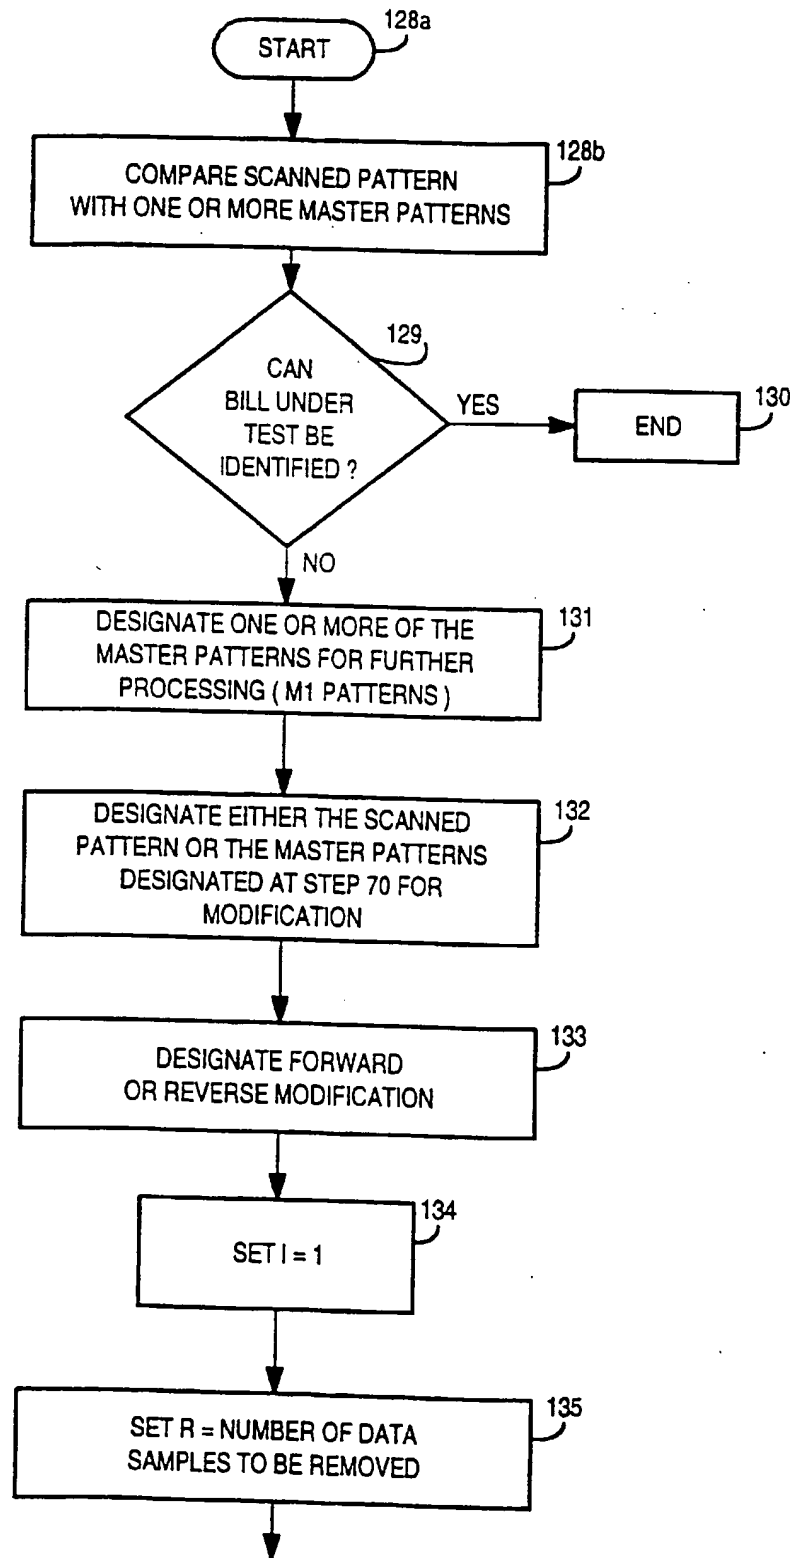 START
128a
COMPARE SCANNED PATTERN
WITH ONE OR MORE MASTER PATTERNS
128b
CAN
BILL UNDER
TEST BE
IDENTIFIED ?
129
YES
END
130
NO
DESIGNATE ONE OR MORE OF THE
MASTER PATTERNS FOR FURTHER
PROCESSING ( M1 PATTERNS )
131
DESIGNATE EITHER THE SCANNED
PATTERN OR THE MASTER PATTERNS
DESIGNATED AT STEP 70 FOR
MODIFICATION
132
DESIGNATE FORWARD
OR REVERSE MODIFICATION
133
SET I = 1
134
SET R = NUMBER OF DATA
SAMPLES TO BE REMOVED
135